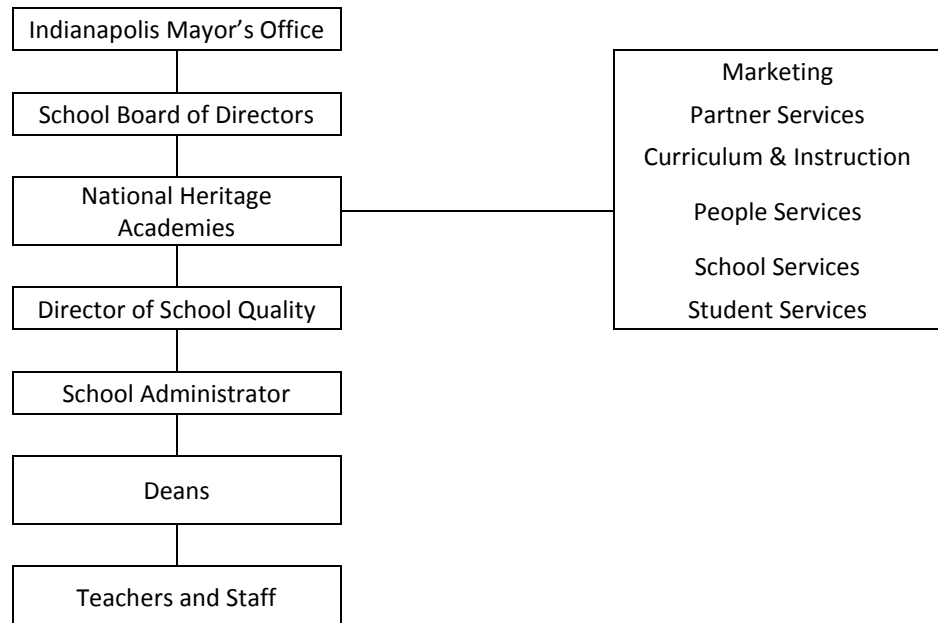 Indianapolis Mayor’s Office
School Board of Directors
National Heritage
Academies
Director of School Quality
School Administrator
Deans
Teachers and Staff
Marketing
Partner Services
Curriculum & Instruction
People Services
School Services
Student Services